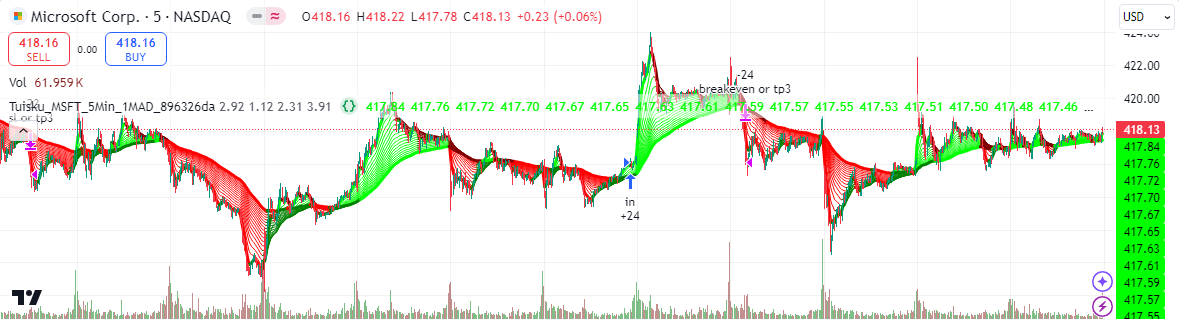 Microsoft Corp. · 5 · NASDAQ
O418.16 H418.22 L417.78 C418.13 +0.23 (+0.06%)
USD
418.16
SELL
0.00
418.16
BUY
Vol 61.959 K
Tuisku_MSFT_5Min_1MAD_896326da 2.92 1.12 2.31 3.91 417.84 417.76 417.72 417.70 417.67 417.65 417.63 417.61 417.59 417.57 417.55 417.53 417.51 417.50 417.48 417.46 ...
sl or tp3
-24
breakeven or tp3
in
+24
424.00
422.00
420.00
418.13
417.84
417.76
417.72
417.70
417.67
417.65
417.63
417.61
417.59
417.57
417.55